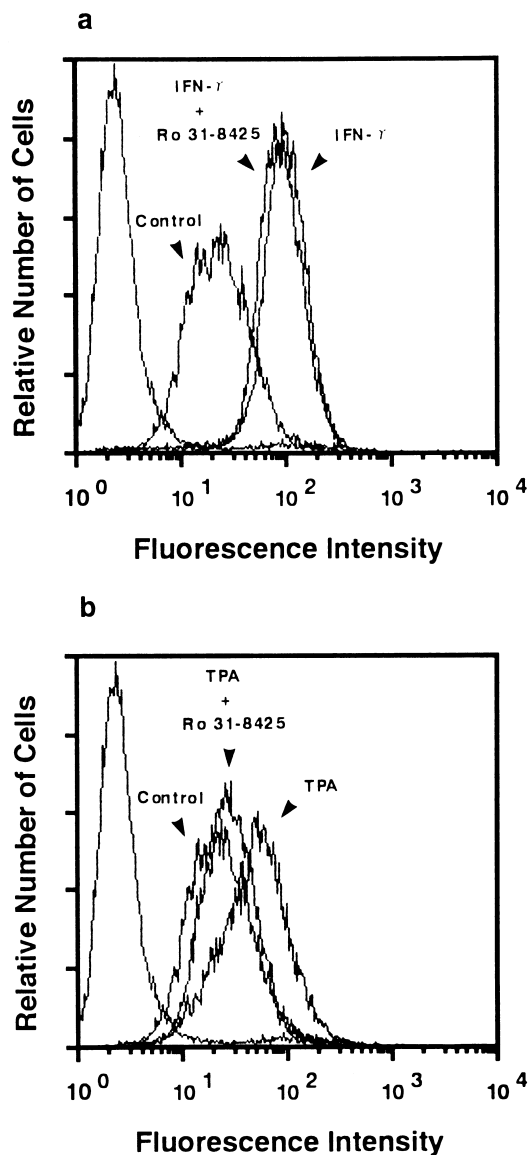 a
IFN-γ
+
Ro 31-8425
IFN-γ
Control
Relative Number of Cells
10^0 10^1 10^2 10^3 10^4
Fluorescence Intensity
b
TPA
+
Ro 31-8425
TPA
Control
Relative Number of Cells
10^0 10^1 10^2 10^3 10^4
Fluorescence Intensity